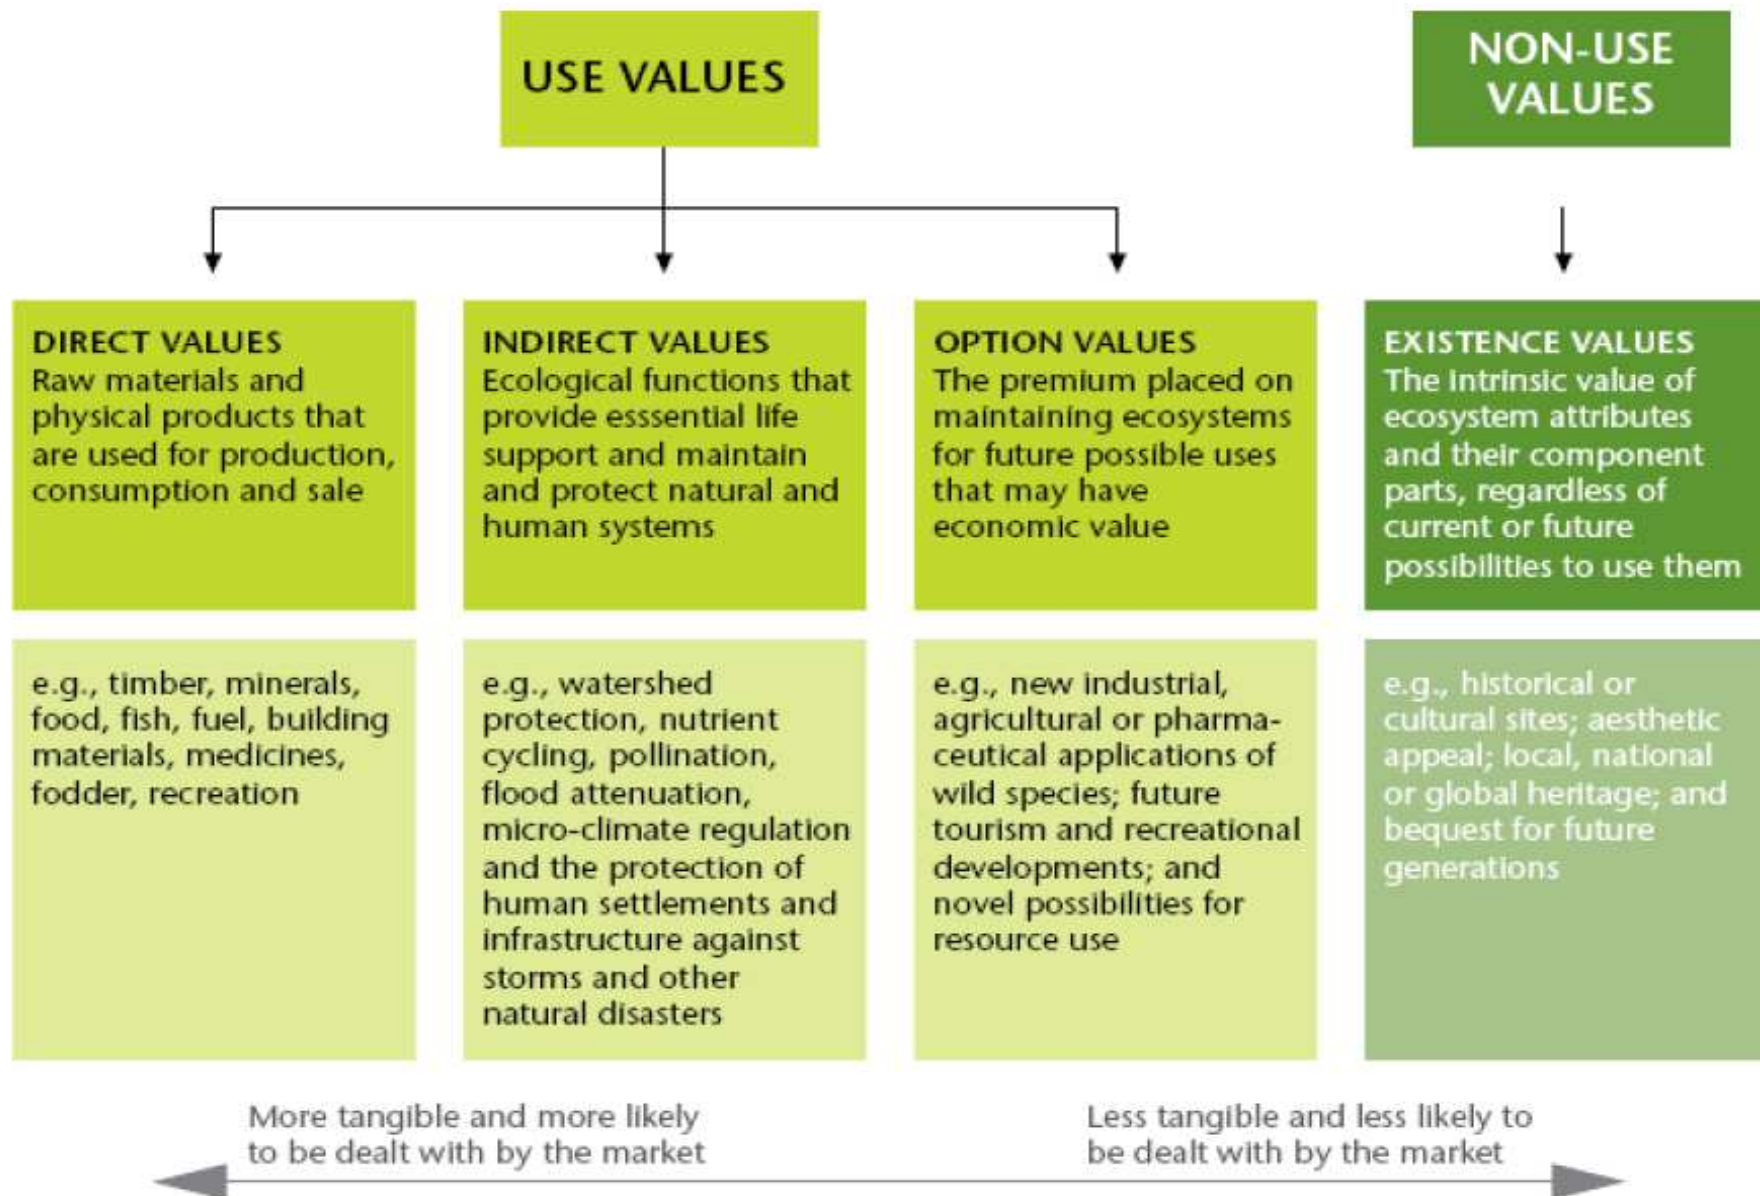 USE VALUES
NON-USE
VALUES
DIRECT VALUES
Raw materials and
physical products that
are used for production,
consumption and sale
INDIRECT VALUES
Ecological functions that
provide esssential life
support and maintain
and protect natural and
human systems
OPTION VALUES
The premium placed on
maintaining ecosystems
for future possible uses
that may have
economic value
EXISTENCE VALUES
The intrinsic value of
ecosystem attributes
and their component
parts, regardless of
current or future
possibilities to use them
e.g., timber, minerals,
food, fish, fuel, building
materials, medicines,
fodder, recreation
e.g., watershed
protection, nutrient
cycling, pollination,
flood attenuation,
micro-climate regulation
and the protection of
human settlements and
infrastructure against
storms and other
natural disasters
e.g., new industrial,
agricultural or pharma-
ceutical applications of
wild species; future
tourism and recreational
developments; and
novel possibilities for
resource use
e.g., historical or
cultural sites; aesthetic
appeal; local, national
or global heritage; and
bequest for future
generations
More tangible and more likely
to be dealt with by the market
Less tangible and less likely to
be dealt with by the market